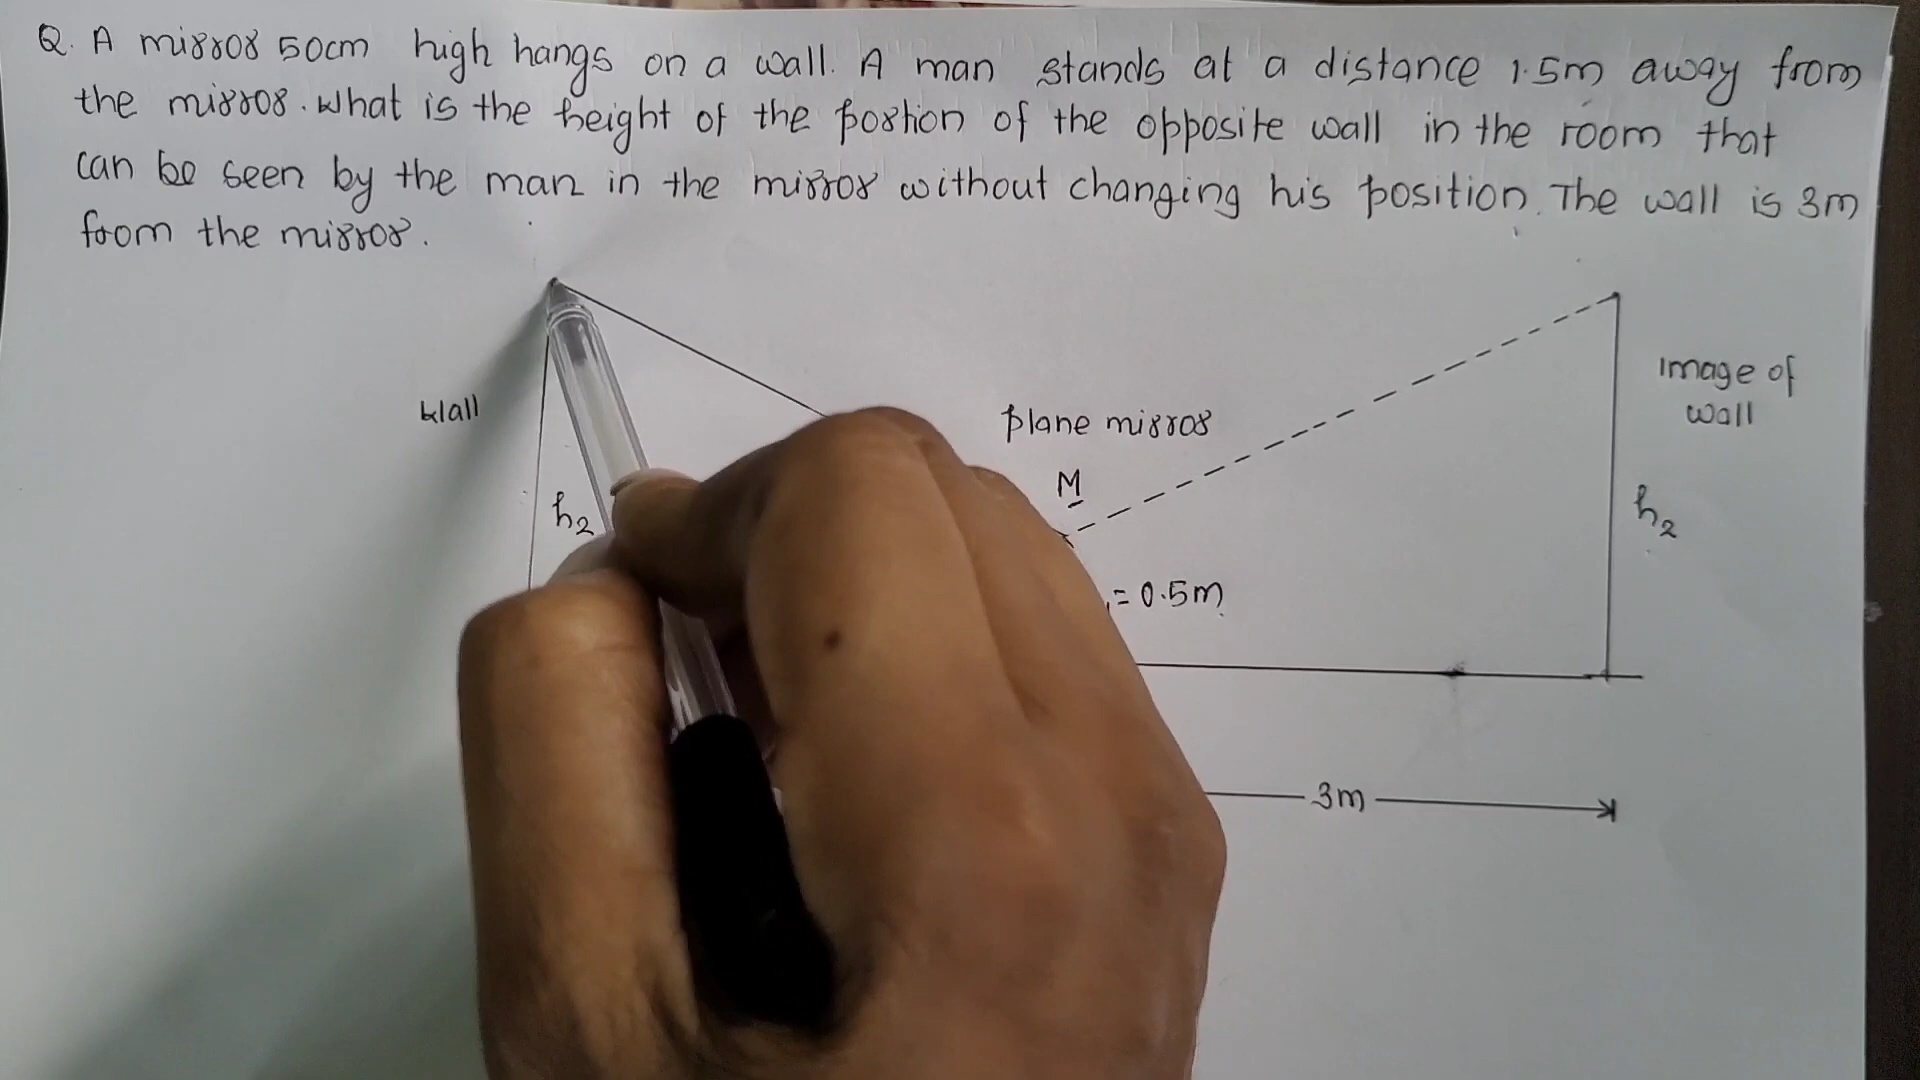 Q. A mirror 50cm high hangs on a wall. A man stands at a distance 1.5m away from
the mirror. What is the height of the portion of the opposite wall in the room that
can be seen by the man in the mirror without changing his position. The wall is 3m
from the mirror.
Wall
plane mirror
Image of
wall
M
h2
h2
= 0.5m
3m